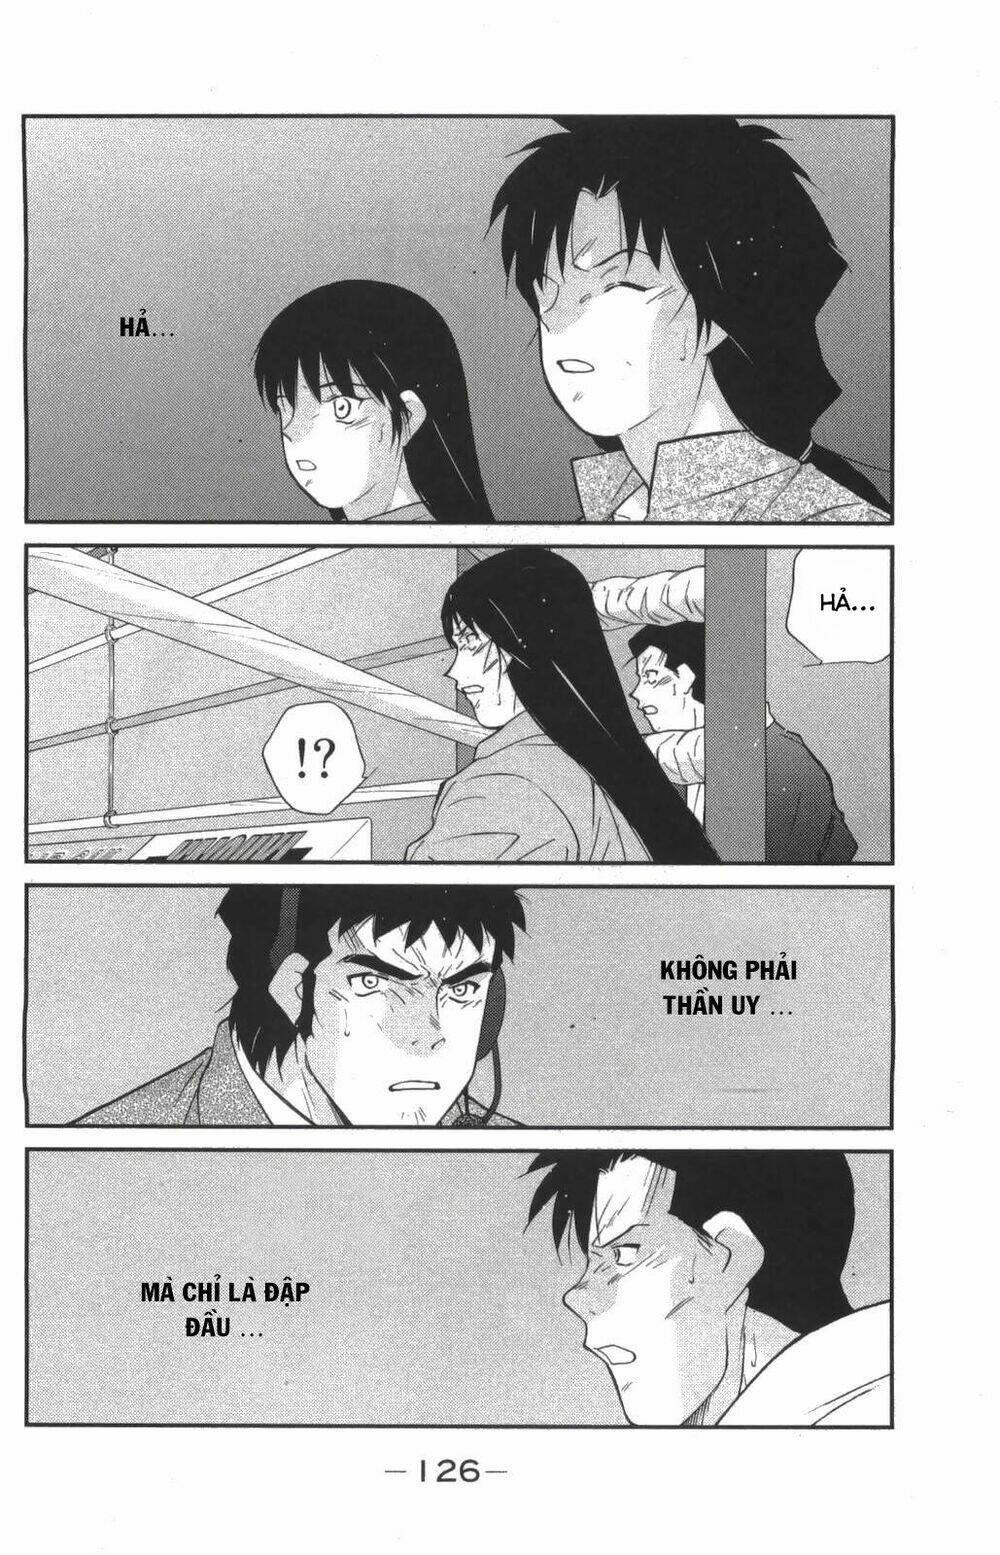 HẢ...
HẢ...
!?
KHÔNG PHẢI
THẦN UY ...
MÀ CHỈ LÀ ĐẬP
ĐẦU ...
— 126 —